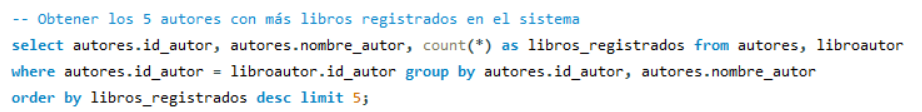 -- Obtener los 5 autores con más libros registrados en el sistema
select autores.id_autor, autores.nombre_autor, count(*) as libros_registrados from autores, libroautor
where autores.id_autor = libroautor.id_autor group by autores.id_autor, autores.nombre_autor
order by libros_registrados desc limit 5;